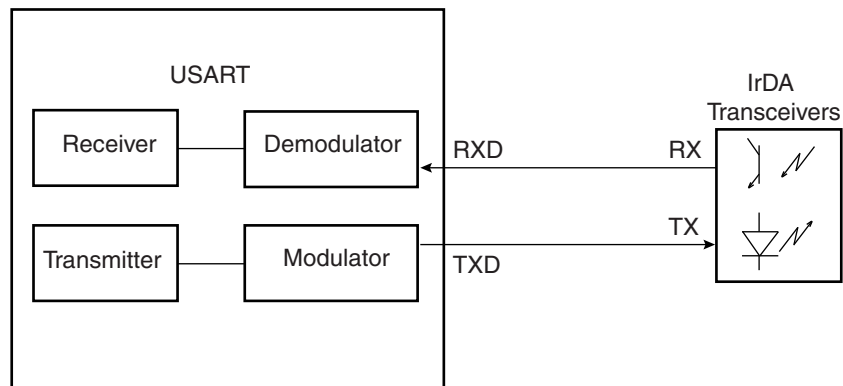 USART
IrDA
Transceivers
Receiver
Demodulator
RXD
RX
Transmitter
Modulator
TXD
TX